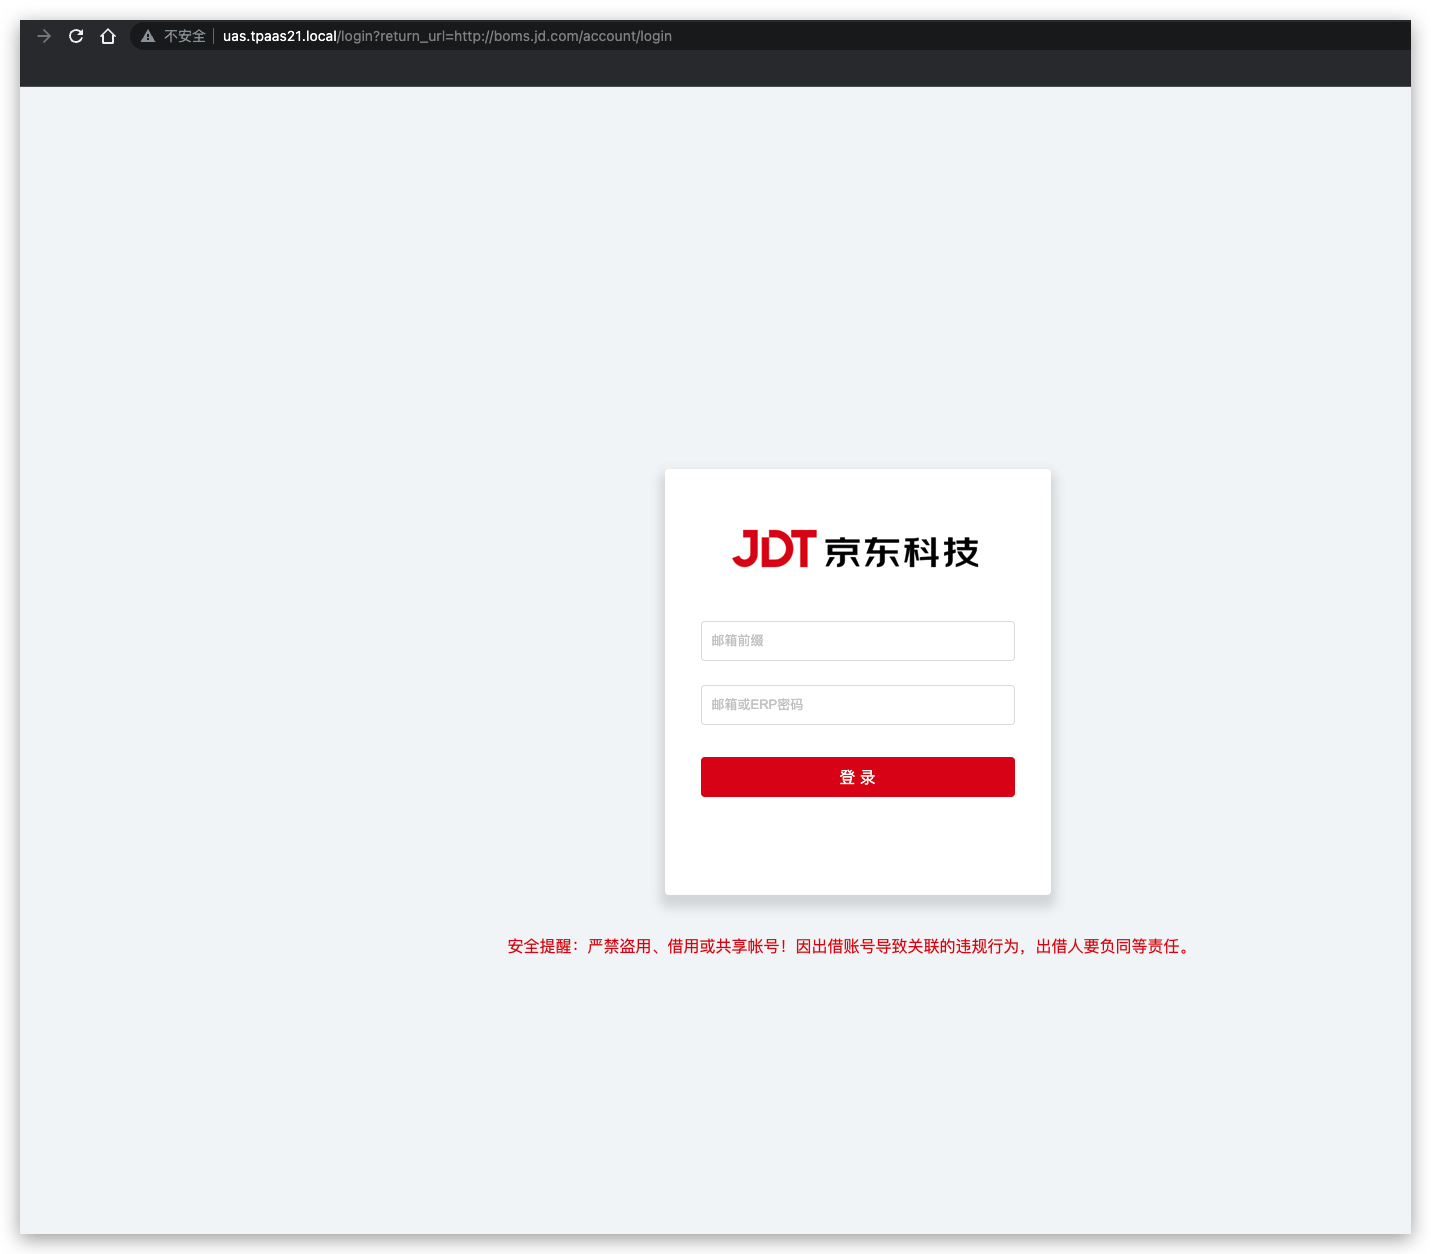 不安全 | uas.tpaas21.local/login?return_url=http://boms.jd.com/account/login
JDT 京东科技
邮箱前缀
邮箱或ERP密码
登 录
安全提醒：严禁盗用、借用或共享帐号！因出借账号导致关联的违规行为，出借人要负同等责任。